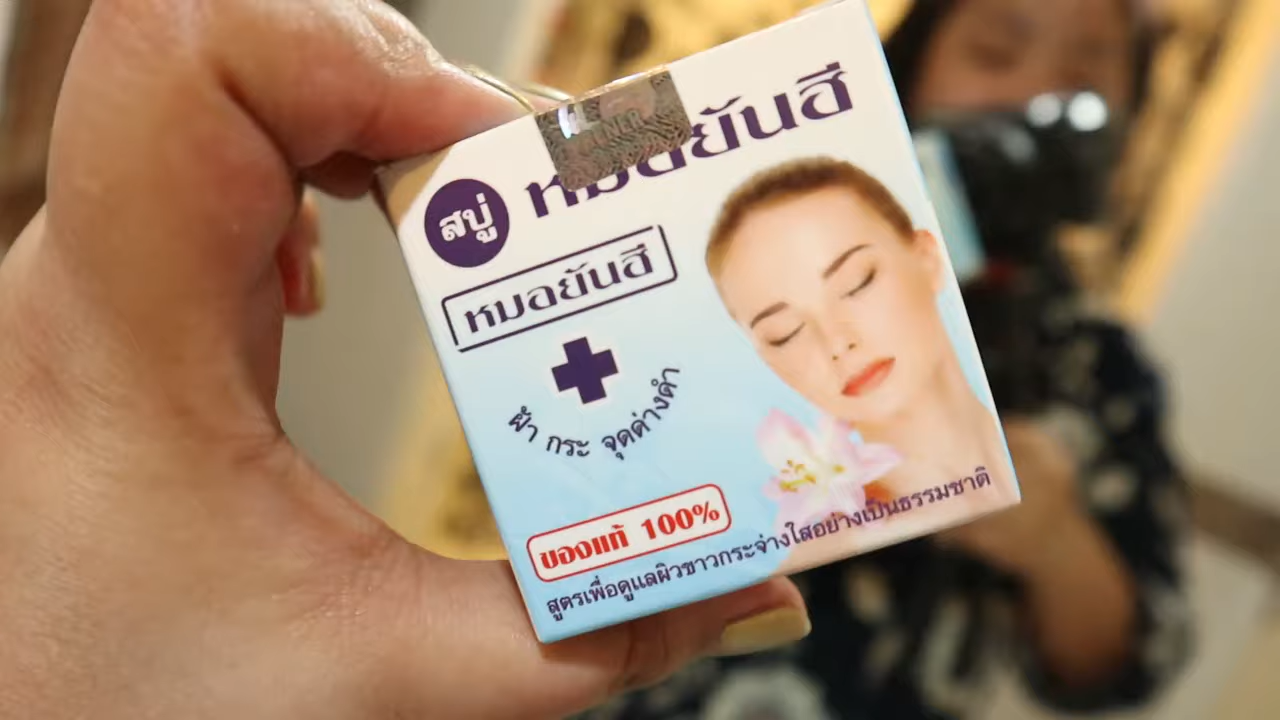 สบู่ หมอยันฮี
หมอยันฮี
ฝ้า กระ จุดด่างดำ
ของแท้ 100%
สูตรเพื่อดูแลผิวขาวกระจ่างใสอย่างเป็นธรรมชาติ